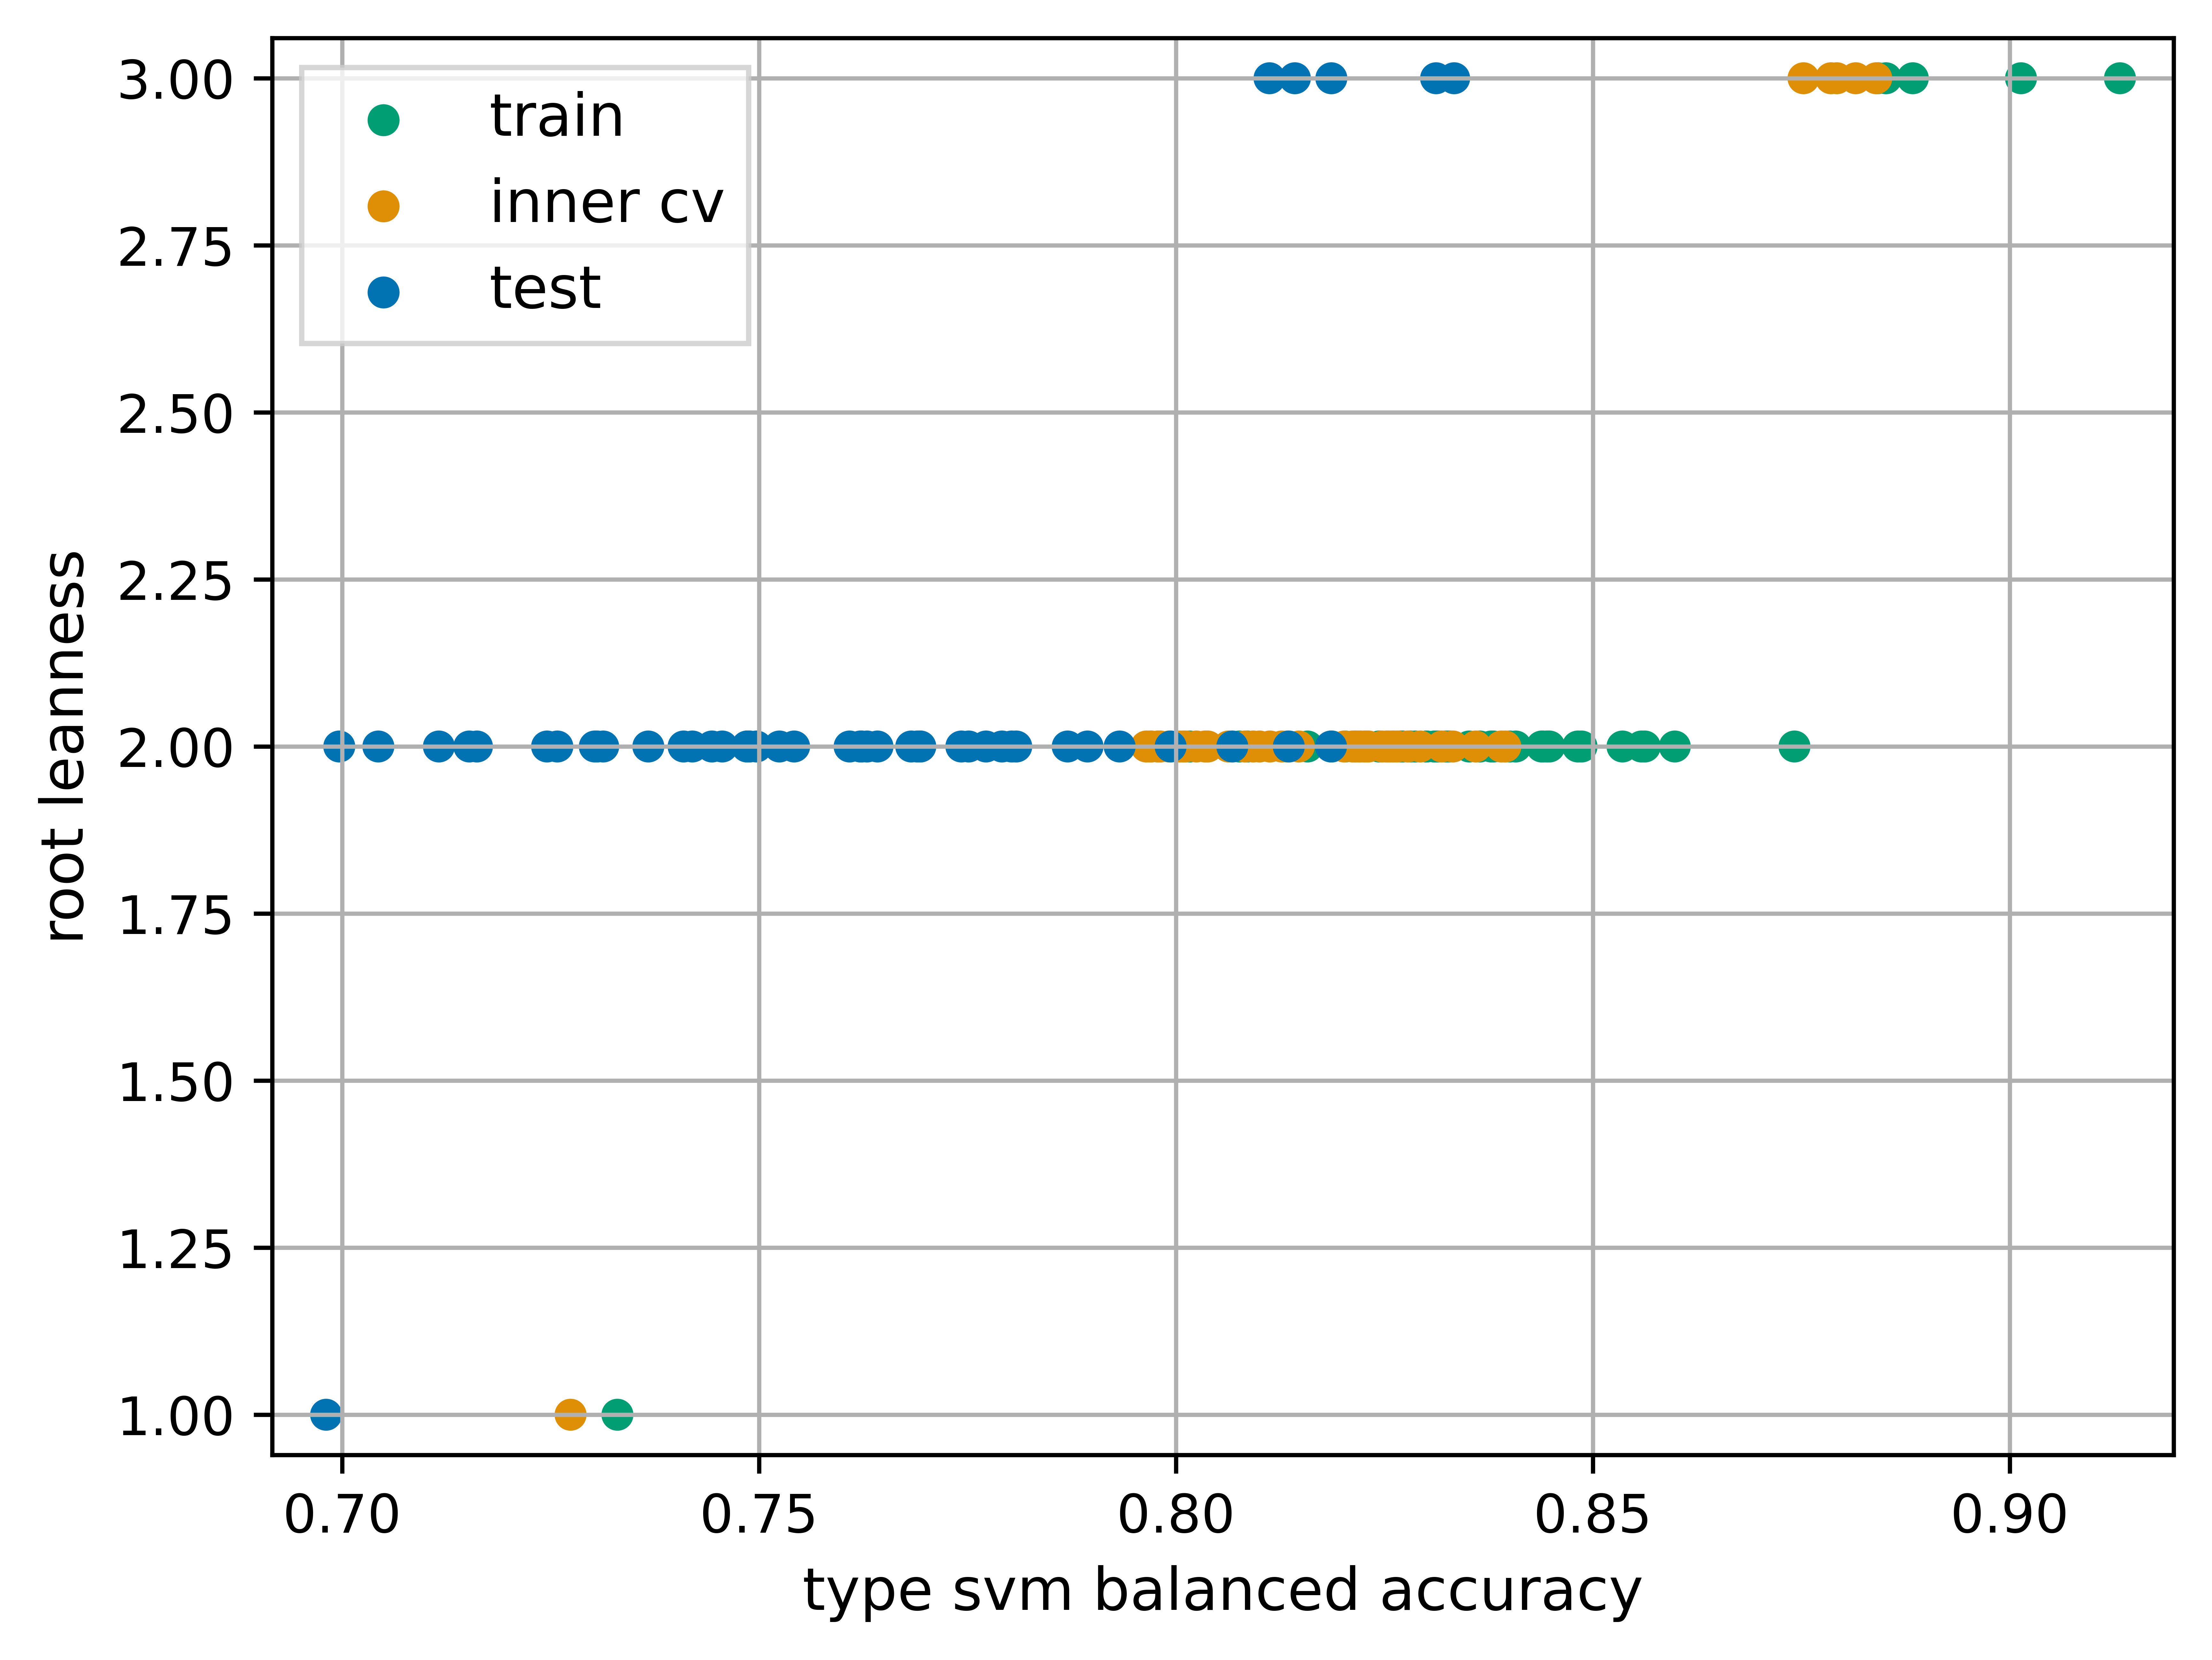 train
inner cv
test
3.00
2.75
2.50
2.25
2.00
1.75
1.50
1.25
1.00
root leanness
0.70 0.75 0.80 0.85 0.90
type svm balanced accuracy